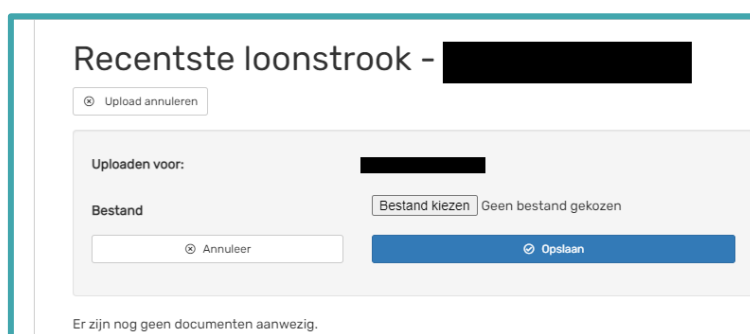 Recentste loonstrook -
Upload annuleren
Uploaden voor:
Bestand
Bestand kiezen Geen bestand gekozen
Annuleer
Opslaan
Er zijn nog geen documenten aanwezig.